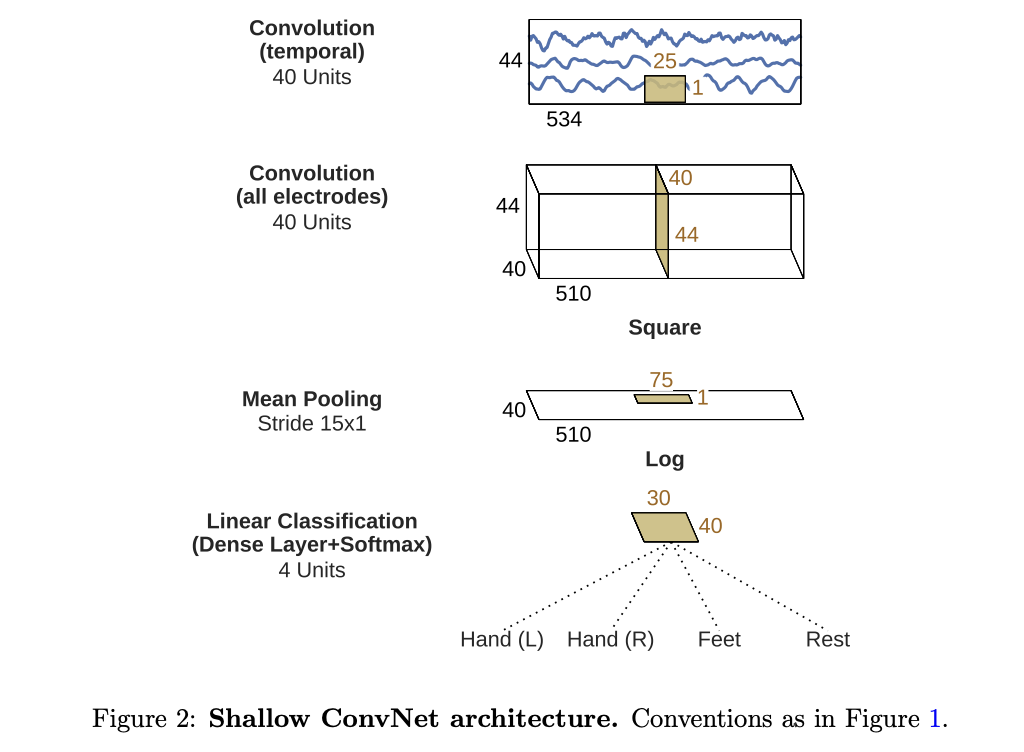 Convolution
(temporal)
40 Units
44
25
1
534
Convolution
(all electrodes)
40 Units
44
40
40
44
510
Square
Mean Pooling
Stride 15x1
40
75
1
510
Log
Linear Classification
(Dense Layer+Softmax)
4 Units
30
40
Hand (L) Hand (R) Feet Rest
Figure 2: Shallow ConvNet architecture. Conventions as in Figure 1.